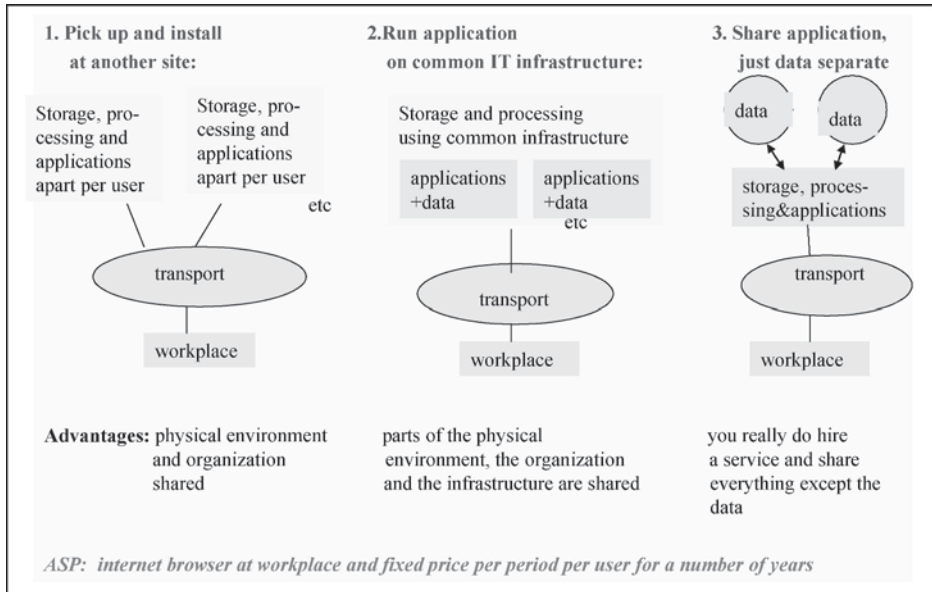 1. Pick up and install
at another site:
Storage, pro-
cessing and
applications
apart per user
Storage, pro-
cessing and
applications
apart per user
etc
transport
workplace
Advantages: physical environment
and organization
shared
2.Run application
on common IT infrastructure:
Storage and processing
using common infrastructure
applications
+data
applications
+data
etc
transport
workplace
parts of the physical
environment, the organization
and the infrastructure are shared
3. Share application,
just data separate
data
data
storage, proces-
sing&applications
transport
workplace
you really do hire
a service and share
everything except the
data
ASP: internet browser at workplace and fixed price per period per user for a number of years